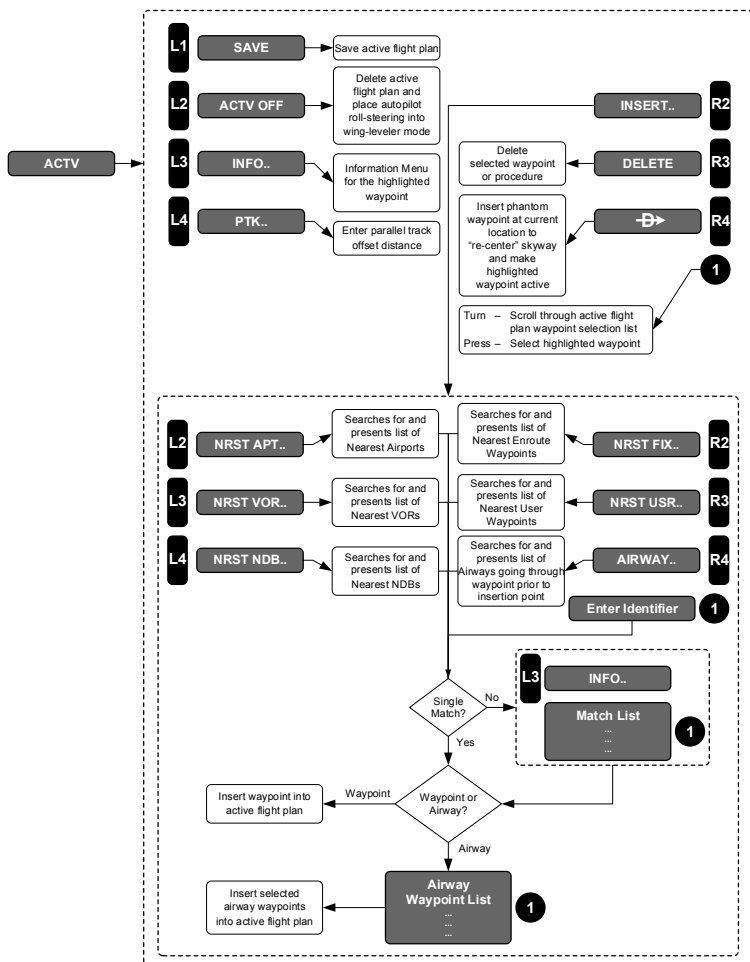 L1
SAVE
Save active flight plan
L2
ACTV OFF
Delete active
flight plan and
place autopilot
roll-steering into
wing-leveler mode
INSERT..
R2
ACTV
L3
INFO..
Information Menu
for the highlighted
waypoint
Delete
selected waypoint
or procedure
DELETE
R3
L4
PTK..
Enter parallel track
offset distance
Insert phantom
waypoint at current
location to
“re-center” skyway
and make
highlighted
waypoint active
D
R4
1
Turn – Scroll through active flight
plan waypoint selection list
Press – Select highlighted waypoint
L2
NRST APT..
Searches for and
presents list of
Nearest Airports
Searches for and
presents list of
Nearest Enroute
Waypoints
NRST FIX..
R2
L3
NRST VOR..
Searches for and
presents list of
Nearest VORs
Searches for and
presents list of
Nearest User
Waypoints
NRST USR..
R3
L4
NRST NDB..
Searches for and
presents list of
Nearest NDBs
Searches for and
presents list of
Airways going through
waypoint prior to
insertion point
AIRWAY..
R4
Enter Identifier
1
Single
Match?
No
Yes
L3
INFO..
Match List
...
...
...
1
Waypoint or
Airway?
Waypoint
Insert waypoint into
active flight plan
Airway
Airway
Waypoint List
...
...
...
1
Insert selected
airway waypoints
into active flight plan